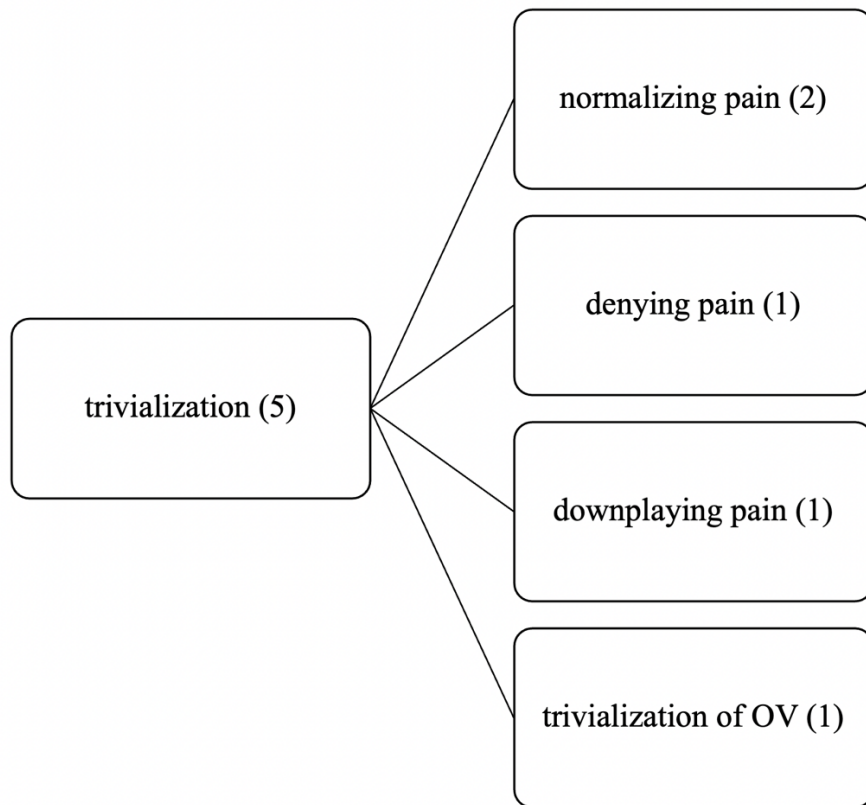 normalizing pain (2)
denying pain (1)
trivialization (5)
downplaying pain (1)
trivialization of OV (1)